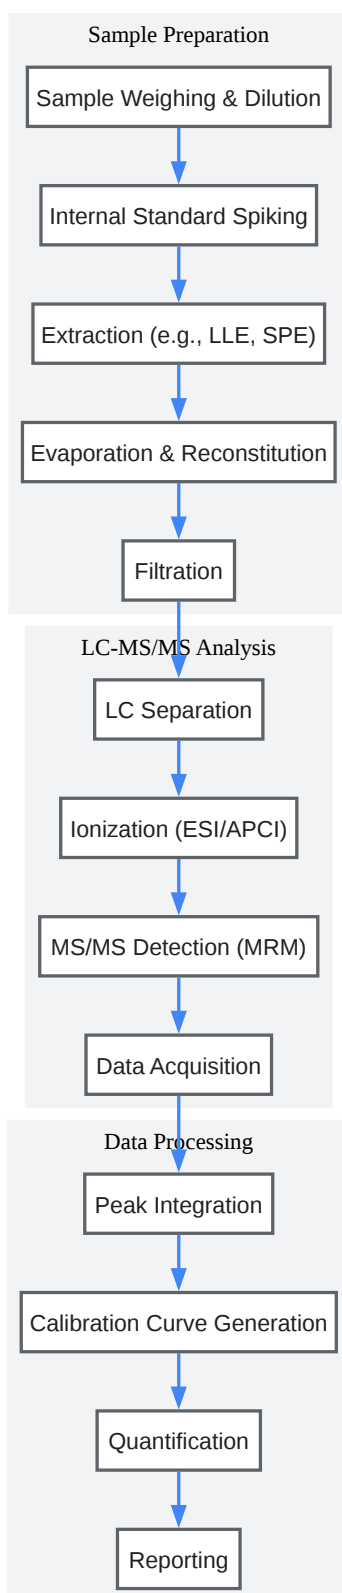 Sample Preparation
Sample Weighing & Dilution
Internal Standard Spiking
Extraction (e.g., LLE, SPE)
Evaporation & Reconstitution
Filtration
LC-MS/MS Analysis
LC Separation
Ionization (ESI/APCI)
MS/MS Detection (MRM)
Data Acquisition
Data Processing
Peak Integration
Calibration Curve Generation
Quantification
Reporting